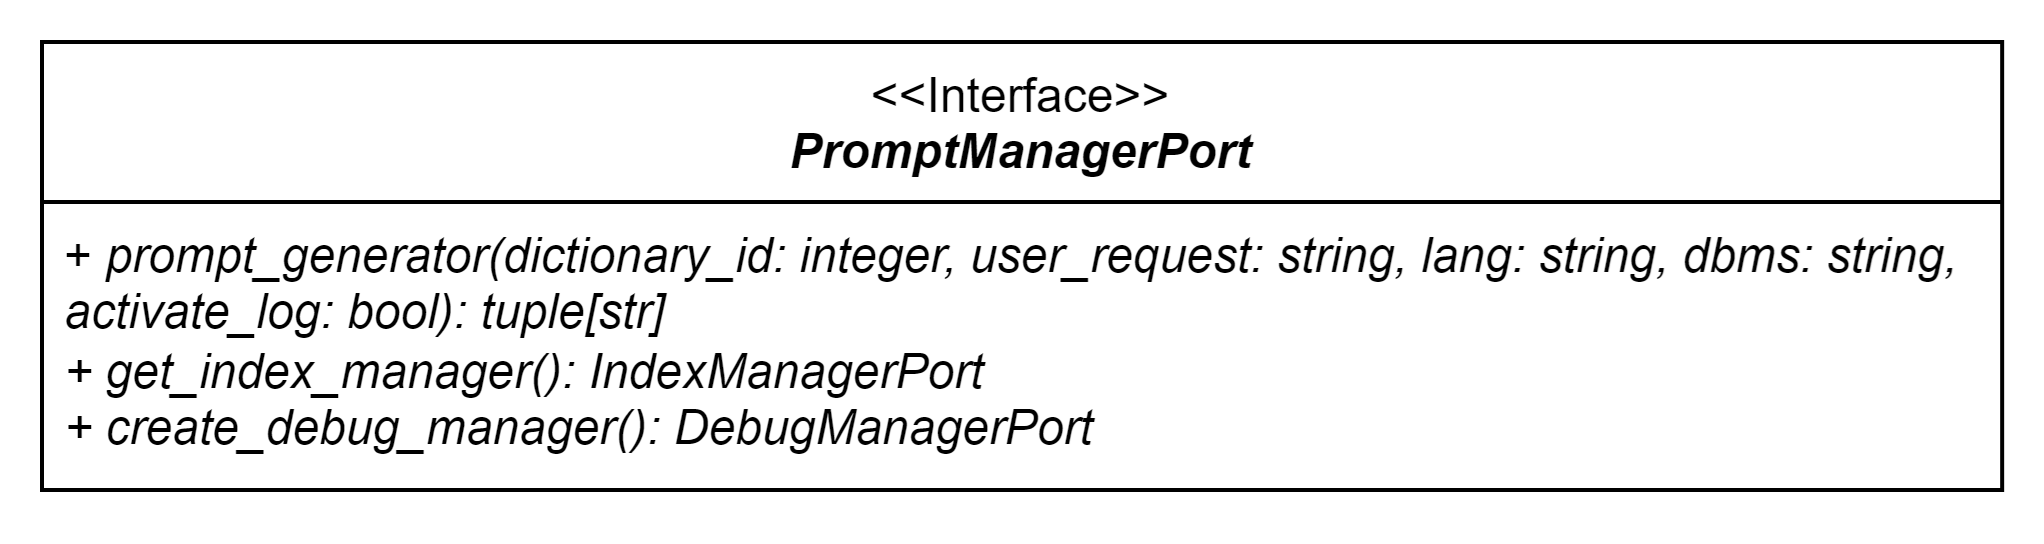 <<Interface>>
PromptManagerPort
+ prompt_generator(dictionary_id: integer, user_request: string, lang: string, dbms: string,
activate_log: bool): tuple[str]
+ get_index_manager(): IndexManagerPort
+ create_debug_manager(): DebugManagerPort